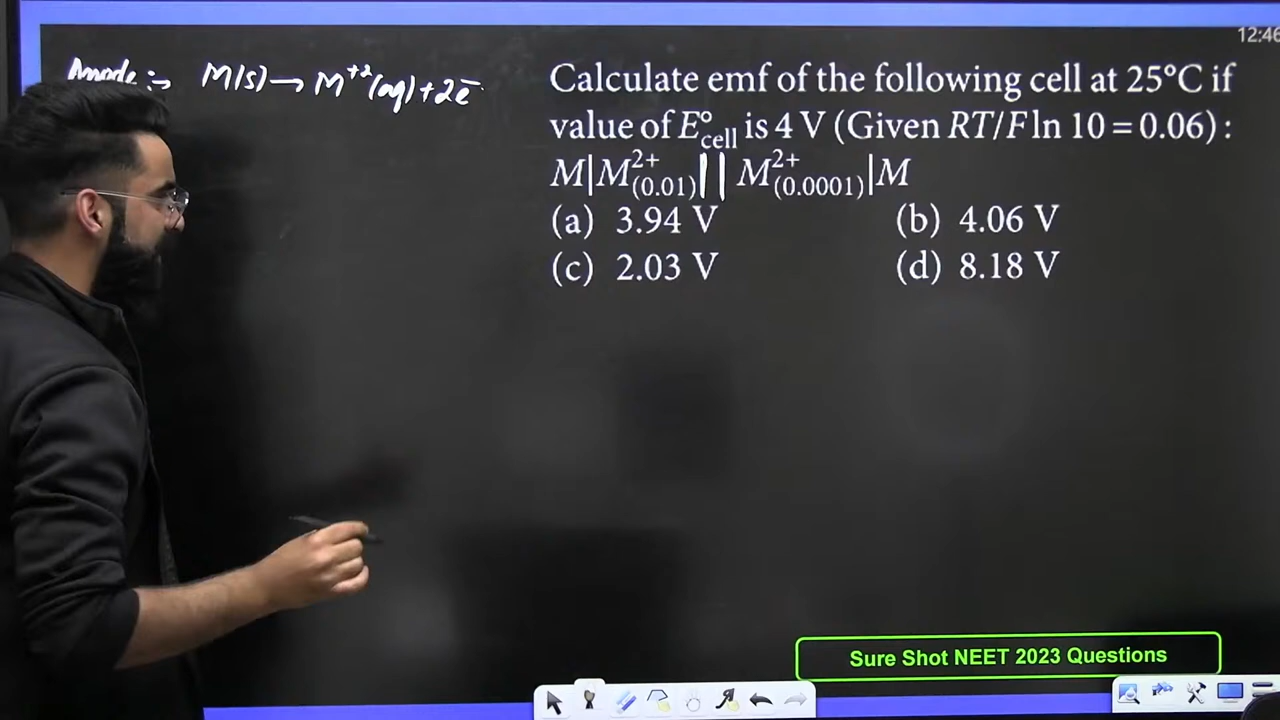 12:46
Anode :- M(s) → M⁺²(aq) + 2e⁻
Calculate emf of the following cell at 25°C if
value of E°cell is 4 V (Given RT/F ln 10 = 0.06) :
M|M²⁺(0.01)|| M²⁺(0.0001)|M
(a) 3.94 V (b) 4.06 V
(c) 2.03 V (d) 8.18 V
Sure Shot NEET 2023 Questions